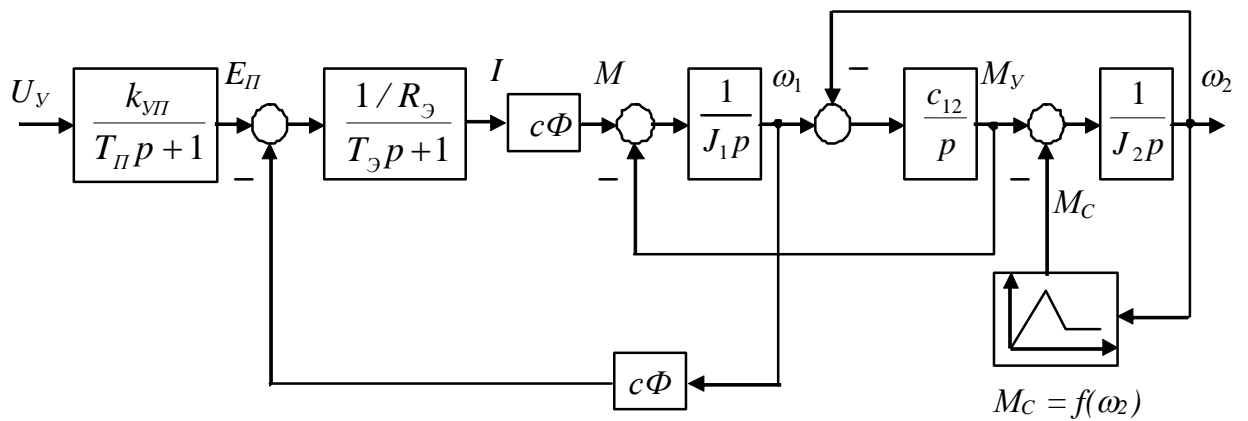 U_У
k_УП
T_П p + 1
E_П
−
1 / R_Э
T_Э p + 1
I
cΦ
M
−
1
J_1 p
ω_1
−
c_12
p
M_У
−
M_C
1
J_2 p
ω_2
cΦ
M_C = f(ω_2)